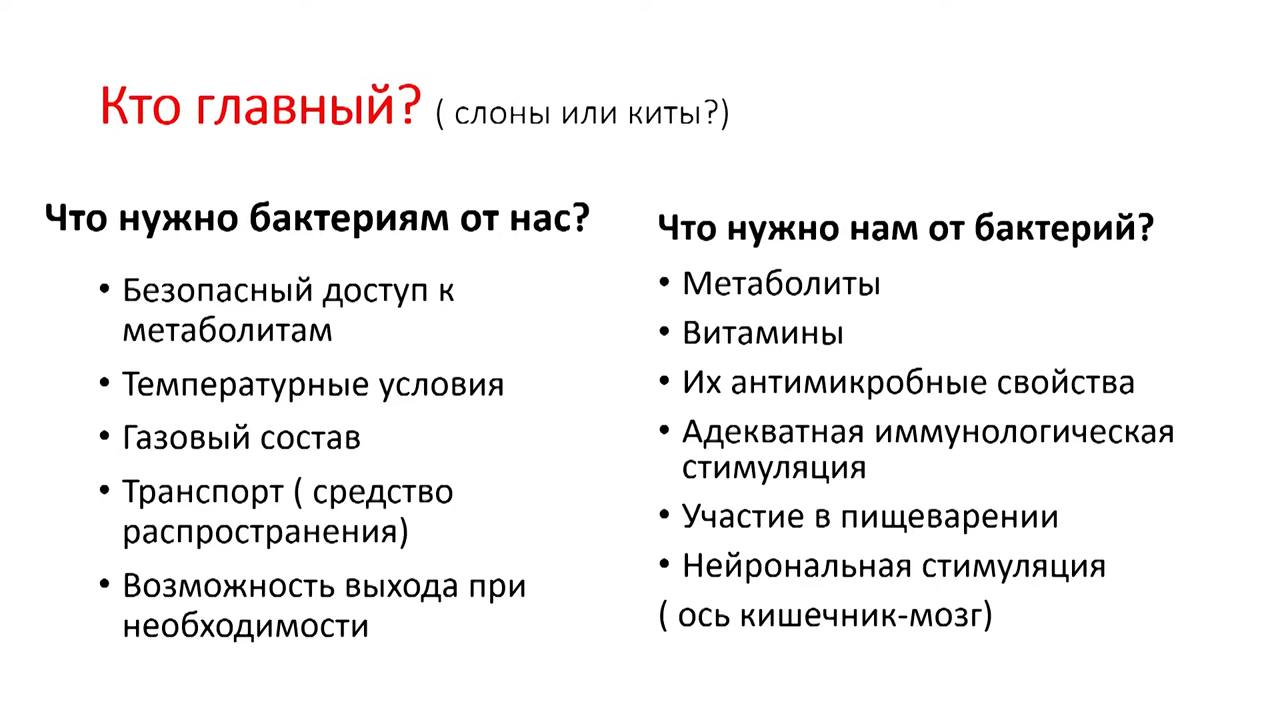 Кто главный? ( слоны или киты?)
Что нужно бактериям от нас?
• Безопасный доступ к
метаболитам
• Температурные условия
• Газовый состав
• Транспорт ( средство
распространения)
• Возможность выхода при
необходимости
Что нужно нам от бактерий?
• Метаболиты
• Витамины
• Их антимикробные свойства
• Адекватная иммунологическая
стимуляция
• Участие в пищеварении
• Нейрональная стимуляция
( ось кишечник-мозг)